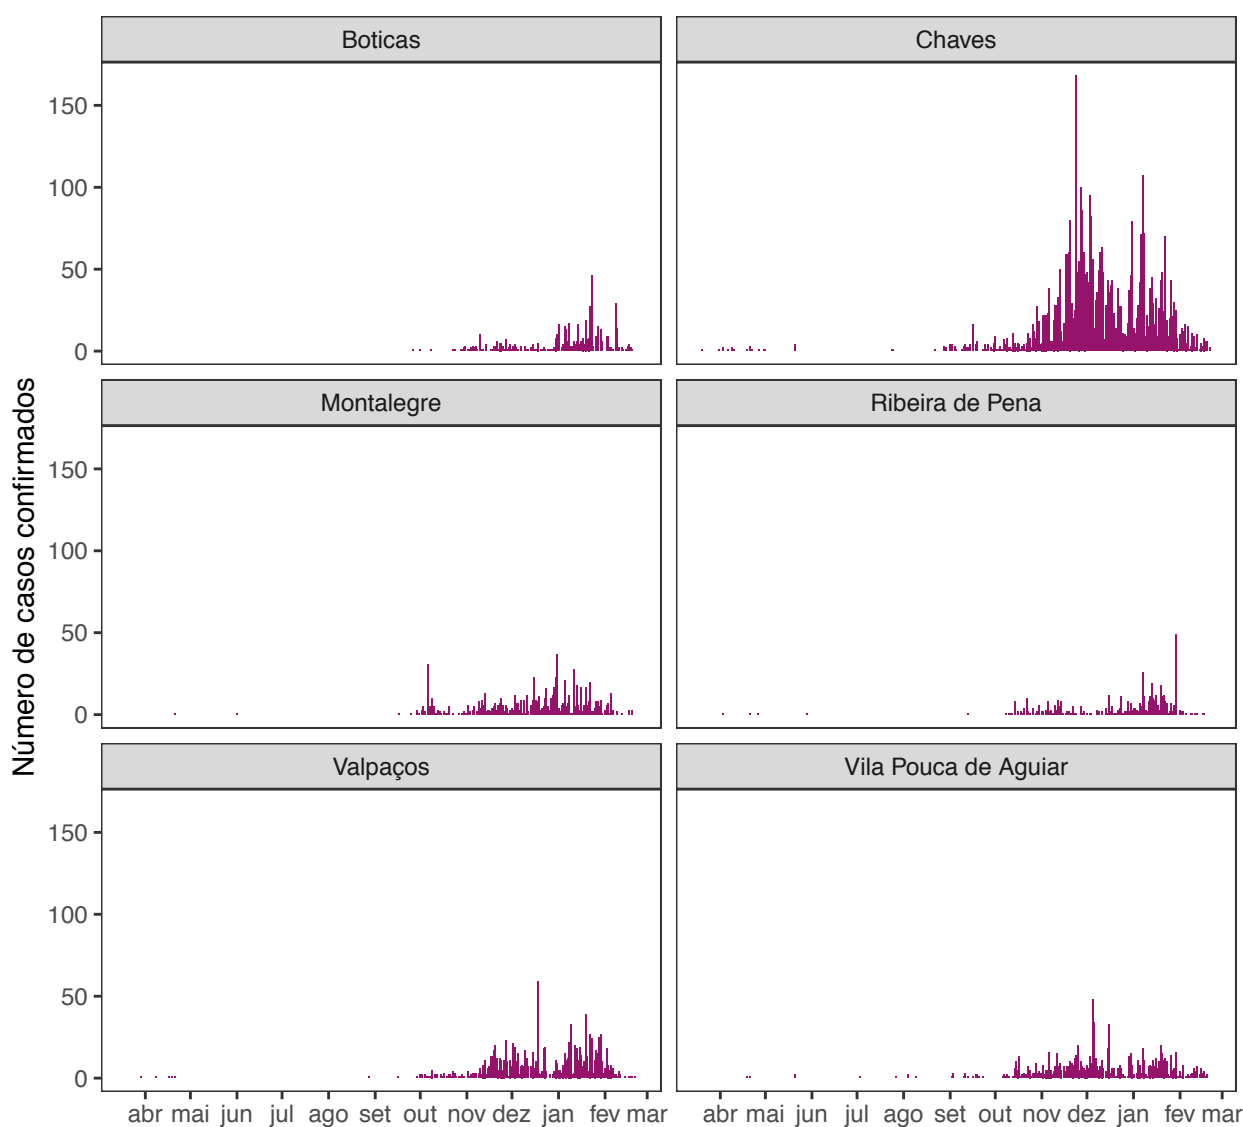 Boticas
Chaves
150
100
50
0
Montalegre
Ribeira de Pena
150
100
50
0
Número de casos confirmados
Valpaços
Vila Pouca de Aguiar
150
100
50
0
abr mai jun jul ago set out nov dez jan fev mar
abr mai jun jul ago set out nov dez jan fev mar